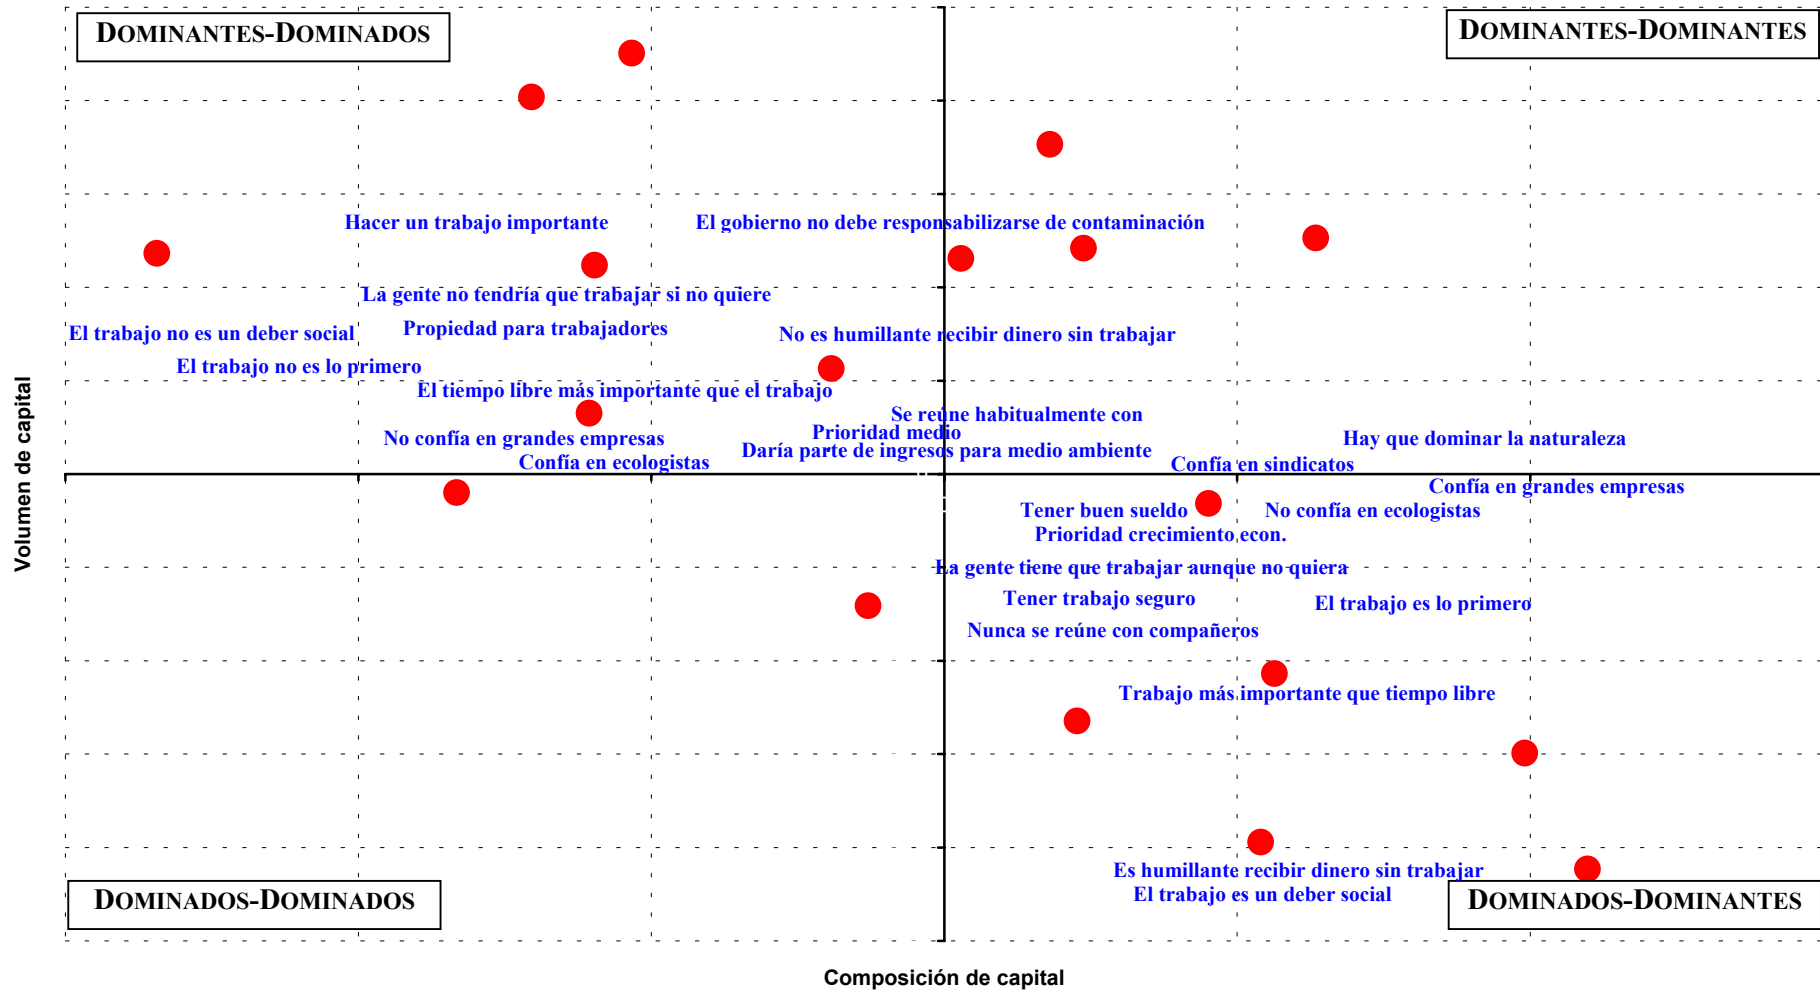 DOMINANTES-DOMINADOS
DOMINANTES-DOMINANTES
Hacer un trabajo importante
El gobierno no debe responsabilizarse de contaminación
La gente no tendría que trabajar si no quiere
El trabajo no es un deber social
Propiedad para trabajadores
No es humillante recibir dinero sin trabajar
El trabajo no es lo primero
El tiempo libre más importante que el trabajo
Se reúne habitualmente con
Prioridad medio
No confía en grandes empresas
Hay que dominar la naturaleza
Daría parte de ingresos para medio ambiente
Confía en ecologistas
Confía en sindicatos
Volumen de capital
Confía en grandes empresas
Tener buen sueldo
No confía en ecologistas
Prioridad crecimiento econ.
La gente tiene que trabajar aunque no quiera
Tener trabajo seguro
El trabajo es lo primero
Nunca se reúne con compañeros
Trabajo más importante que tiempo libre
Es humillante recibir dinero sin trabajar
El trabajo es un deber social
DOMINADOS-DOMINADOS
DOMINADOS-DOMINANTES
Composición de capital